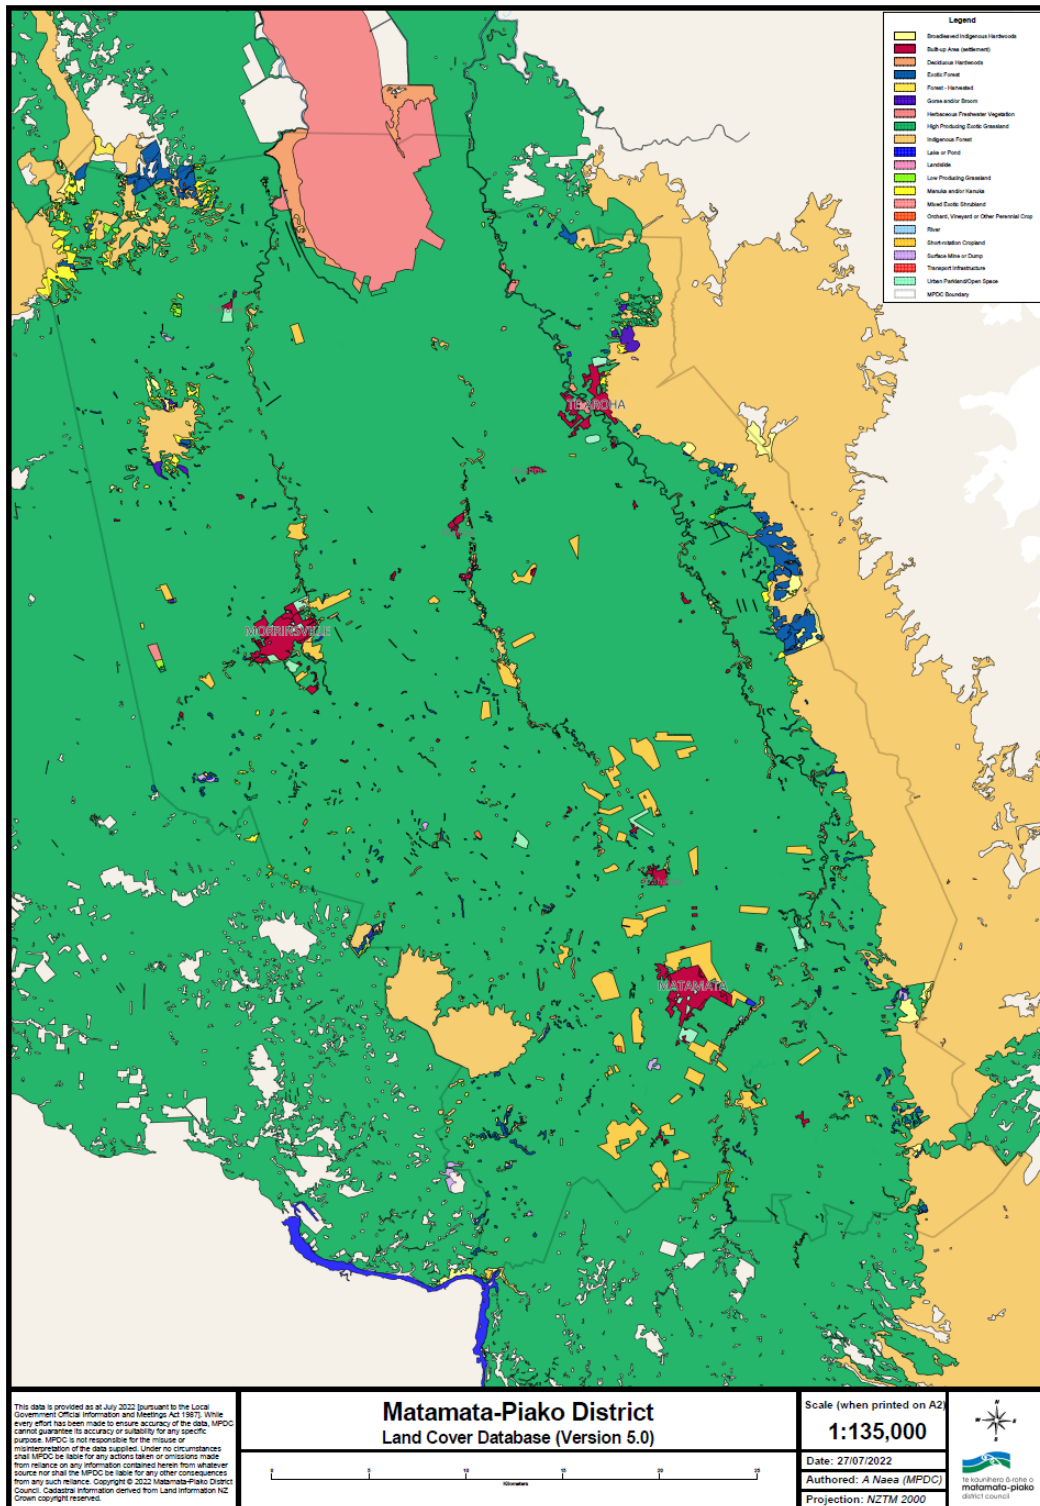 Legend
Broadleaved Indigenous Hardwoods
Built-up Area (settlement)
Deciduous Hardwoods
Exotic Forest
Forest - Harvested
Gorse and/or Broom
Herbaceous Freshwater Vegetation
High Producing Exotic Grassland
Indigenous Forest
Lake or Pond
Landslide
Low Producing Grassland
Manuka and/or Kanuka
Mixed Exotic Shrubland
Orchard, Vineyard or Other Perennial Crop
River
Short-rotation Cropland
Surface Mine or Dump
Transport Infrastructure
Urban Parkland/Open Space
MPDC Boundary
TE AROHA
MORRINSVILLE
MATAMATA
This data is provided as at July 2022 [pursuant to the Local
Government Official Information and Meetings Act 1987]. While
every effort has been made to ensure accuracy of the data, MPDC
cannot guarantee its accuracy or suitability for any specific
purpose. MPDC is not responsible for the misuse or
misinterpretation of the data supplied. Under no circumstances
shall MPDC be liable for any actions taken or omissions made
from reliance on any information contained herein from whatever
source nor shall the MPDC be liable for any other consequences
from any such reliance. Copyright © 2022 Matamata-Piako District
Council. Cadastral Information derived from Land Information NZ
Crown copyright reserved.
Matamata-Piako District
Land Cover Database (Version 5.0)
0 5 10 15 20 25
Kilometers
Scale (when printed on A2)
1:135,000
Date: 27/07/2022
Authored: A Naea (MPDC)
Projection: NZTM 2000
N
W E
S
te kaunihera ā-rohe o
matamata-piako
district council